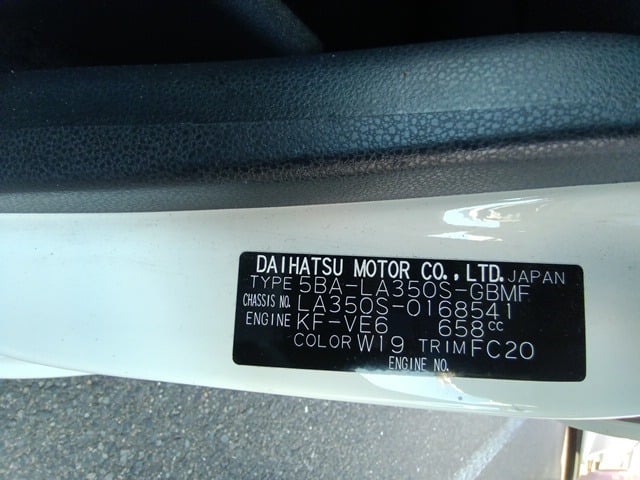 DAIHATSU MOTOR CO., LTD. JAPAN
TYPE 5BA-LA350S-GBMF
CHASSIS NO. LA350S-0168541
ENGINE KF-VE6 658cc
COLOR W19 TRIM FC20
ENGINE NO.